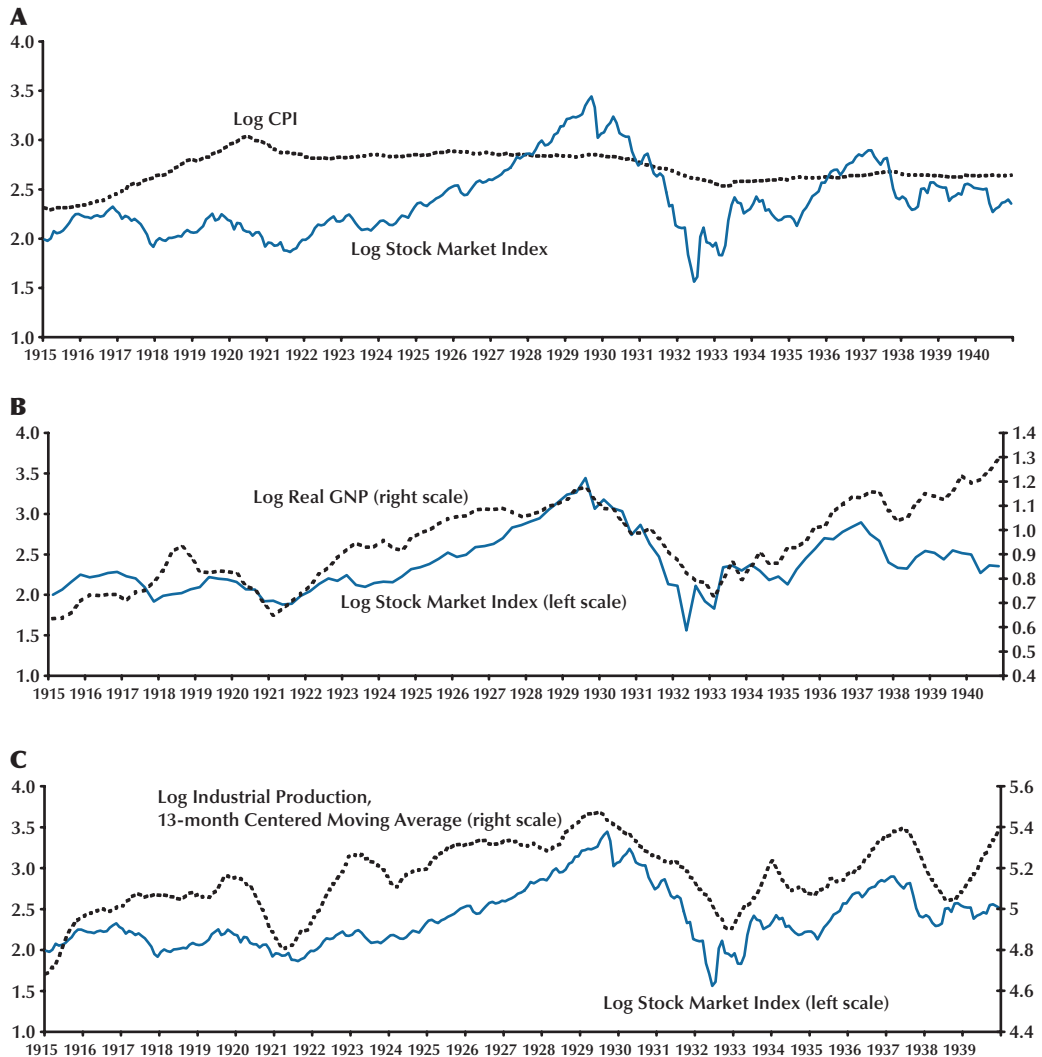 A
4.0
3.5
Log CPI
3.0
2.5
2.0
Log Stock Market Index
1.5
1.0
1915 1916 1917 1918 1919 1920 1921 1922 1923 1924 1925 1926 1927 1928 1929 1930 1931 1932 1933 1934 1935 1936 1937 1938 1939 1940
B
4.0 1.4
1.3
3.5 1.2
Log Real GNP (right scale)
3.0 1.1
1.0
2.5 0.9
2.0 0.8
Log Stock Market Index (left scale)
0.7
1.5 0.6
0.5
1.0 0.4
1915 1916 1917 1918 1919 1920 1921 1922 1923 1924 1925 1926 1927 1928 1929 1930 1931 1932 1933 1934 1935 1936 1937 1938 1939 1940
C
4.0 5.6
Log Industrial Production,
13-month Centered Moving Average (right scale)
3.5 5.4
3.0 5.2
2.5 5
2.0 4.8
1.5 4.6
Log Stock Market Index (left scale)
1.0 4.4
1915 1916 1917 1918 1919 1920 1921 1922 1923 1924 1925 1926 1927 1928 1929 1930 1931 1932 1933 1934 1935 1936 1937 1938 1939